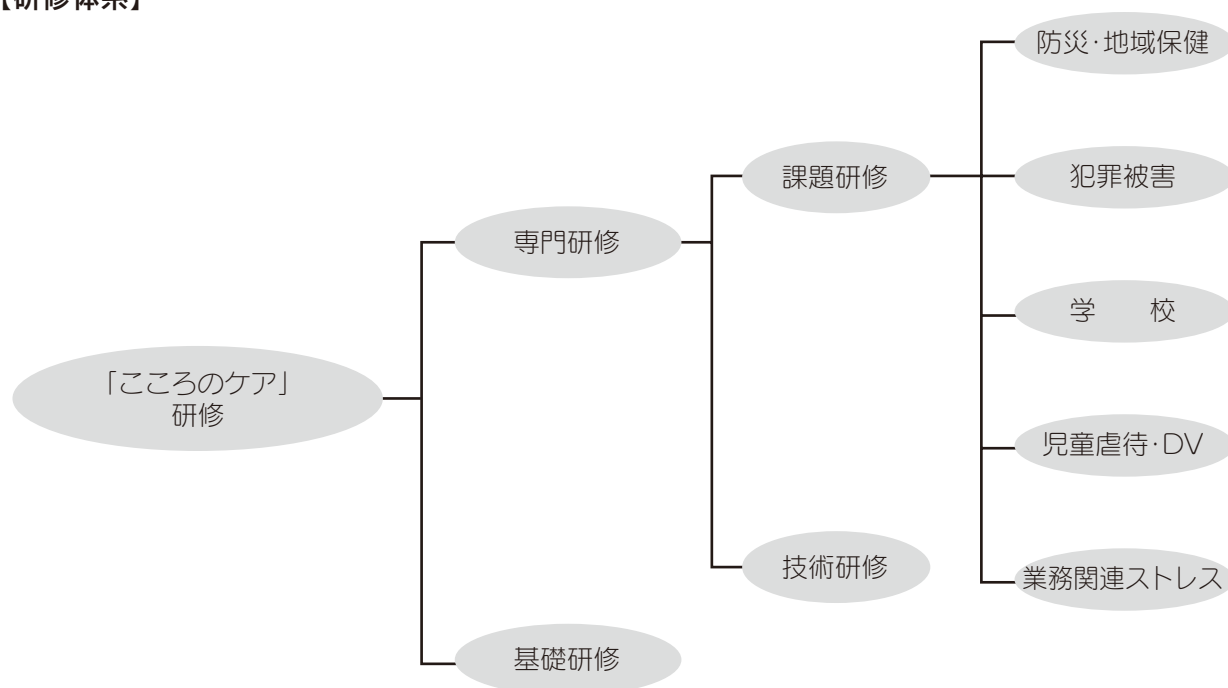 【研修体系】
「こころのケア」
研修
専門研修
基礎研修
課題研修
技術研修
防災・地域保健
犯罪被害
学　　校
児童虐待・DV
業務関連ストレス